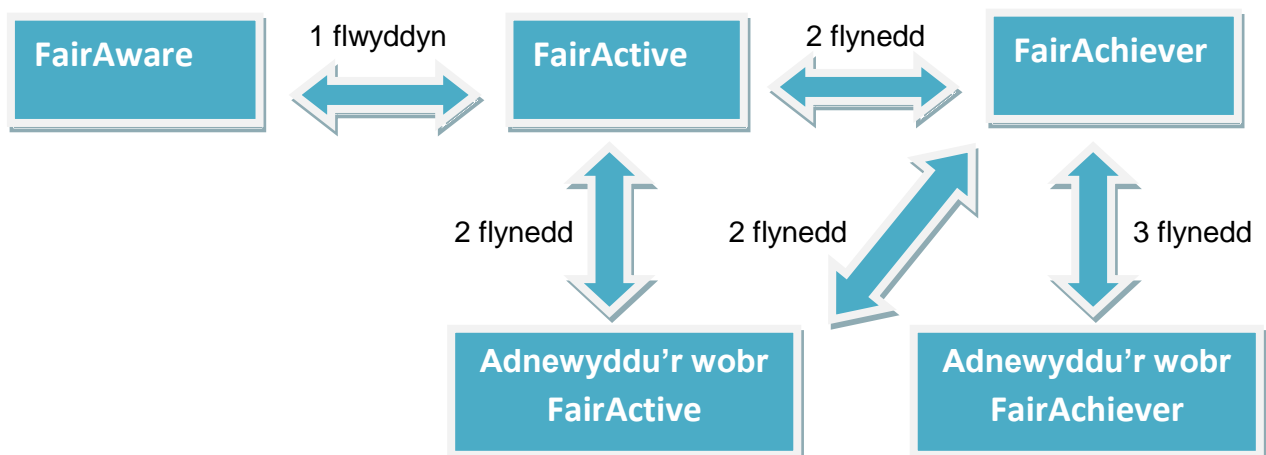 FairAware
1 flwyddyn
FairActive
2 flynedd
FairAchiever
2 flynedd
2 flynedd
3 flynedd
Adnewyddu’r wobr
FairActive
Adnewyddu’r wobr
FairAchiever